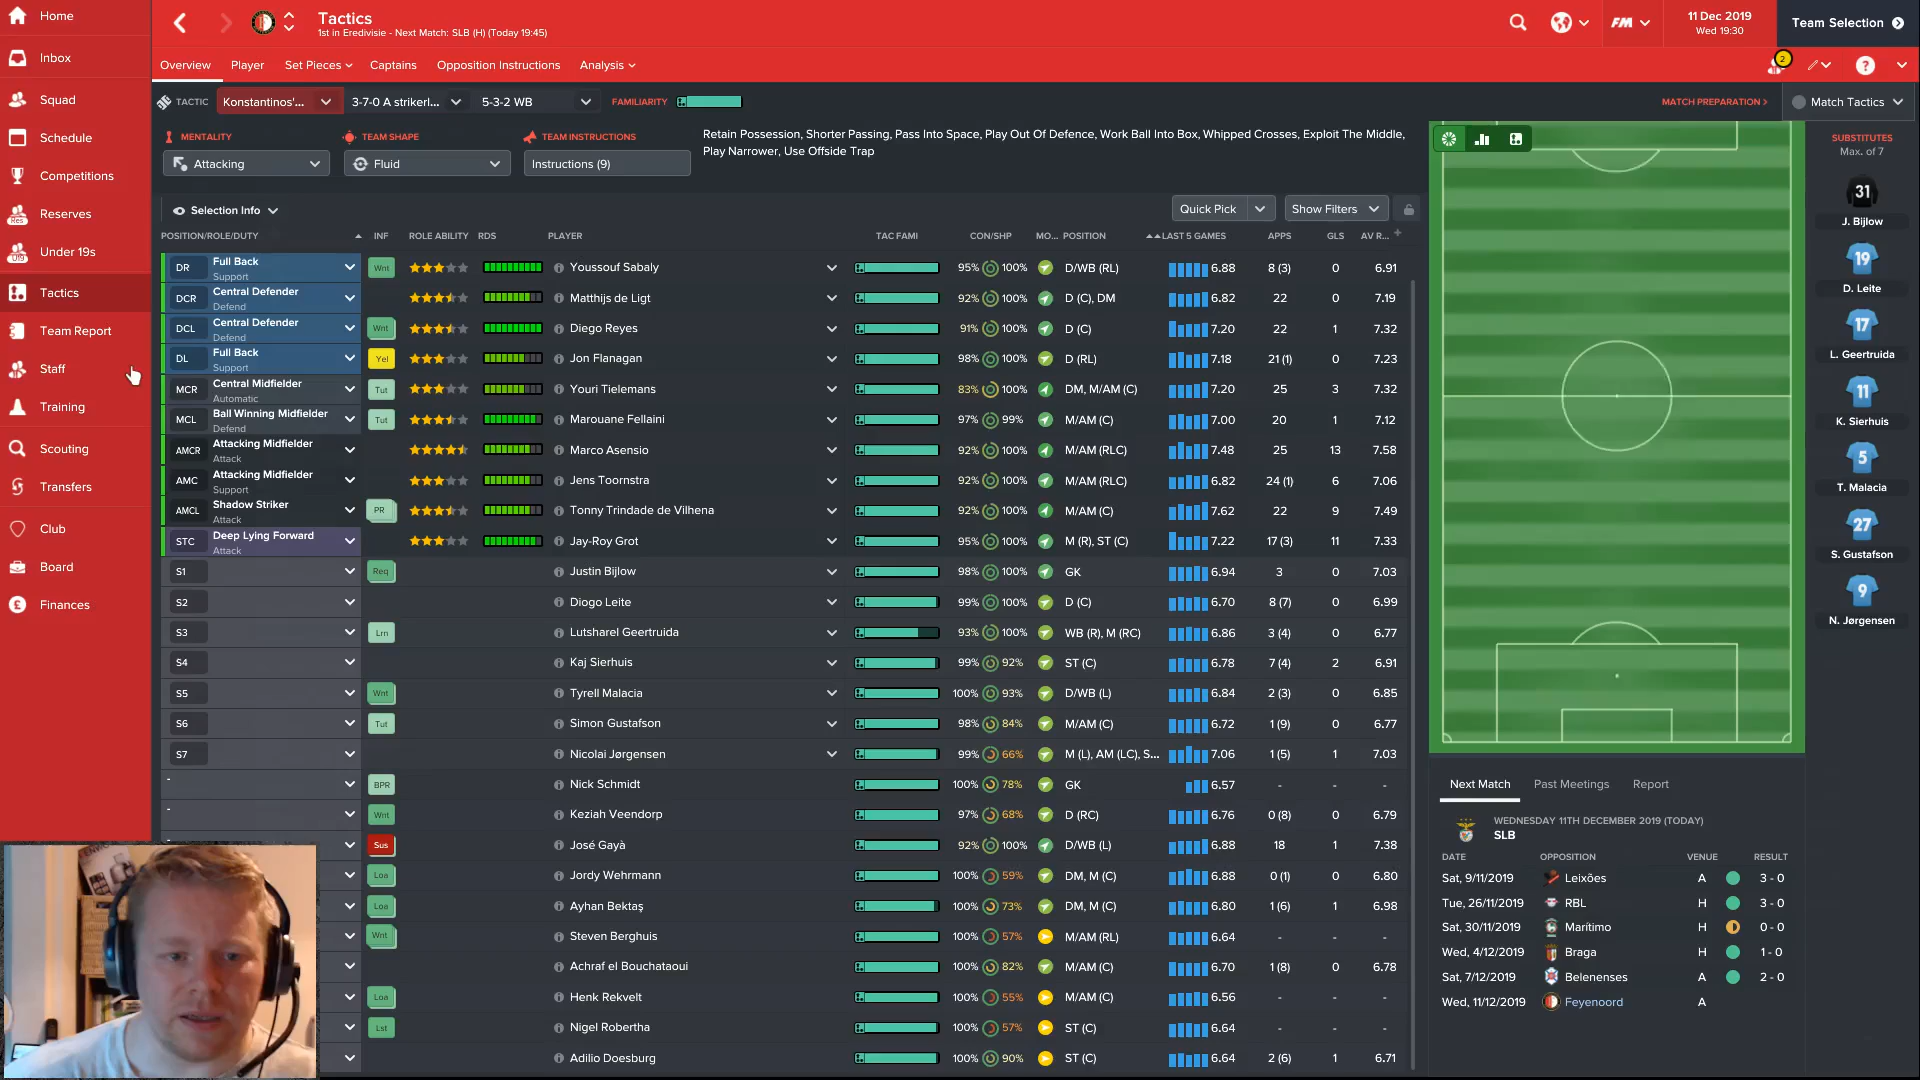 Home
Inbox
Squad
Schedule
Competitions
Reserves
Under 19s
Tactics
Team Report
Staff
Training
Scouting
Transfers
Club
Board
Finances
Tactics
1st in Eredivisie - Next Match: SLB (H) (Today 19:45)
FM
11 Dec 2019
Wed 19:30
Team Selection
Overview Player Set Pieces Captains Opposition Instructions Analysis
2
TACTIC Konstantinos'... 3-7-0 A strikerl... 5-3-2 WB FAMILIARITY
MATCH PREPARATION > Match Tactics
MENTALITY TEAM SHAPE TEAM INSTRUCTIONS
Attacking Fluid Instructions (9)
Retain Possession, Shorter Passing, Pass Into Space, Play Out Of Defence, Work Ball Into Box, Whipped Crosses, Exploit The Middle,
Play Narrower, Use Offside Trap
Selection Info Quick Pick Show Filters
POSITION/ROLE/DUTY INF ROLE ABILITY RDS PLAYER TAC FAMI CON/SHP MO... POSITION LAST 5 GAMES APPS GLS AV R...
DR Full Back Support Wnt Youssouf Sabaly 95% 100% D/WB (RL) 6.88 8 (3) 0 6.91
DCR Central Defender Defend Matthijs de Ligt 92% 100% D (C), DM 6.82 22 0 7.19
DCL Central Defender Defend Wnt Diego Reyes 91% 100% D (C) 7.20 22 1 7.32
DL Full Back Support Yel Jon Flanagan 98% 100% D (RL) 7.18 21 (1) 0 7.23
MCR Central Midfielder Automatic Tut Youri Tielemans 83% 100% DM, M/AM (C) 7.20 25 3 7.32
MCL Ball Winning Midfielder Defend Tut Marouane Fellaini 97% 99% M/AM (C) 7.00 20 1 7.12
AMCR Attacking Midfielder Attack Marco Asensio 92% 100% M/AM (RLC) 7.48 25 13 7.58
AMC Attacking Midfielder Support Jens Toornstra 92% 100% M/AM (RLC) 6.82 24 (1) 6 7.06
AMCL Shadow Striker Attack PR Tonny Trindade de Vilhena 92% 100% M/AM (C) 7.62 22 9 7.49
STC Deep Lying Forward Attack Jay-Roy Grot 95% 100% M (R), ST (C) 7.22 17 (3) 11 7.33
S1 Req Justin Bijlow 98% 100% GK 6.94 3 0 7.03
S2 Diogo Leite 99% 100% D (C) 6.70 8 (7) 0 6.99
S3 Lrn Lutsharel Geertruida 93% 100% WB (R), M (RC) 6.86 3 (4) 0 6.77
S4 Kaj Sierhuis 99% 92% ST (C) 6.78 7 (4) 2 6.91
S5 Wnt Tyrell Malacia 100% 93% D/WB (L) 6.84 2 (3) 0 6.85
S6 Tut Simon Gustafson 98% 84% M/AM (C) 6.72 1 (9) 0 6.77
S7 Nicolai Jørgensen 99% 66% M (L), AM (LC), S... 7.06 1 (5) 1 7.03
- BPR Nick Schmidt 100% 78% GK 6.57 - - -
- Wnt Keziah Veendorp 97% 68% D (RC) 6.76 0 (8) 0 6.79
Sus José Gayà 92% 100% D/WB (L) 6.88 18 1 7.38
Loa Jordy Wehrmann 100% 59% DM, M (C) 6.88 0 (1) 0 6.80
Loa Ayhan Bektaş 100% 73% DM, M (C) 6.80 1 (6) 1 6.98
Wnt Steven Berghuis 100% 57% M/AM (RL) 6.64 - - -
Achraf el Bouchataoui 100% 82% M/AM (C) 6.70 1 (8) 0 6.78
Loa Henk Rekvelt 100% 55% M/AM (C) 6.56 - - -
Lst Nigel Robertha 100% 57% ST (C) 6.64 - - -
Adilio Doesburg 100% 90% ST (C) 6.64 2 (6) 1 6.71
SUBSTITUTES
Max. of 7
31
J. Bijlow
19
D. Leite
17
L. Geertruida
11
K. Sierhuis
5
T. Malacia
27
S. Gustafson
9
N. Jørgensen
Next Match Past Meetings Report
WEDNESDAY 11TH DECEMBER 2019 (TODAY)
SLB
DATE OPPOSITION VENUE RESULT
Sat, 9/11/2019 Leixões A 3 - 0
Tue, 26/11/2019 RBL H 3 - 0
Sat, 30/11/2019 Marítimo H 0 - 0
Wed, 4/12/2019 Braga H 1 - 0
Sat, 7/12/2019 Belenenses A 2 - 0
Wed, 11/12/2019 Feyenoord A